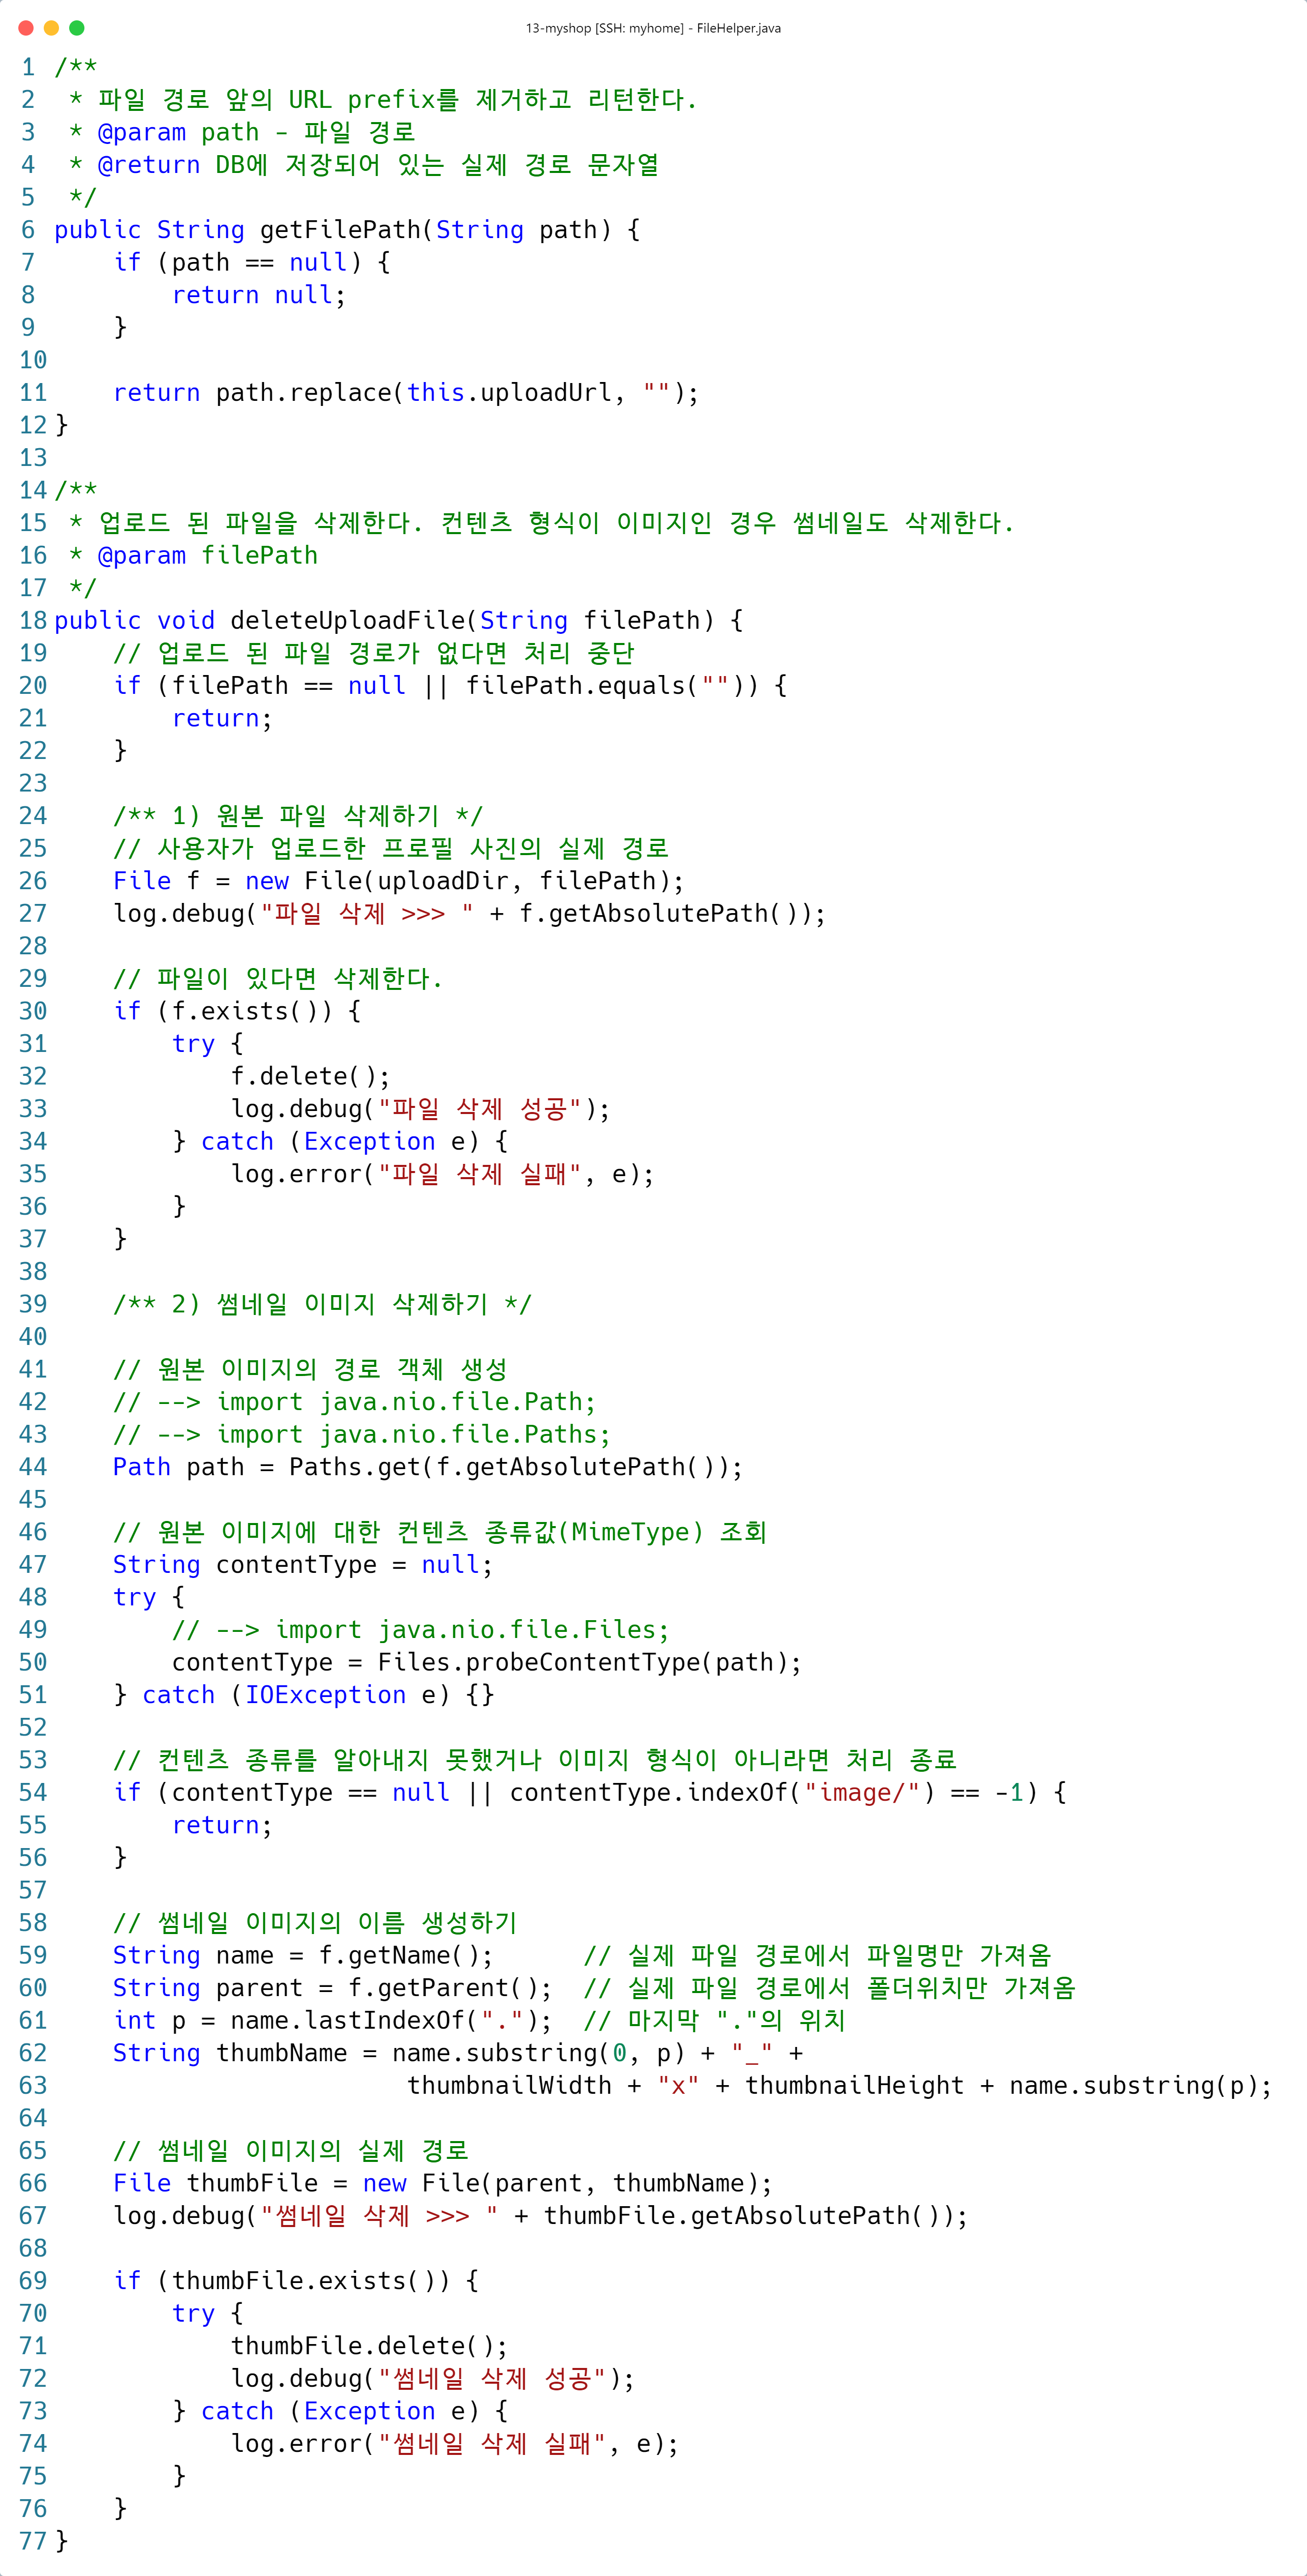 13-myshop [SSH: myhome] - FileHelper.java
1 /**
2  * 파일 경로 앞의 URL prefix를 제거하고 리턴한다.
3  * @param path - 파일 경로
4  * @return DB에 저장되어 있는 실제 경로 문자열
5  */
6 public String getFilePath(String path) {
7     if (path == null) {
8         return null;
9     }
10
11     return path.replace(this.uploadUrl, "");
12 }
13
14 /**
15  * 업로드 된 파일을 삭제한다. 컨텐츠 형식이 이미지인 경우 썸네일도 삭제한다.
16  * @param filePath
17  */
18 public void deleteUploadFile(String filePath) {
19     // 업로드 된 파일 경로가 없다면 처리 중단
20     if (filePath == null || filePath.equals("")) {
21         return;
22     }
23
24     /** 1) 원본 파일 삭제하기 */
25     // 사용자가 업로드한 프로필 사진의 실제 경로
26     File f = new File(uploadDir, filePath);
27     log.debug("파일 삭제 >>> " + f.getAbsolutePath());
28
29     // 파일이 있다면 삭제한다.
30     if (f.exists()) {
31         try {
32             f.delete();
33             log.debug("파일 삭제 성공");
34         } catch (Exception e) {
35             log.error("파일 삭제 실패", e);
36         }
37     }
38
39     /** 2) 썸네일 이미지 삭제하기 */
40
41     // 원본 이미지의 경로 객체 생성
42     // --> import java.nio.file.Path;
43     // --> import java.nio.file.Paths;
44     Path path = Paths.get(f.getAbsolutePath());
45
46     // 원본 이미지에 대한 컨텐츠 종류값(MimeType) 조회
47     String contentType = null;
48     try {
49         // --> import java.nio.file.Files;
50         contentType = Files.probeContentType(path);
51     } catch (IOException e) {}
52
53     // 컨텐츠 종류를 알아내지 못했거나 이미지 형식이 아니라면 처리 종료
54     if (contentType == null || contentType.indexOf("image/") == -1) {
55         return;
56     }
57
58     // 썸네일 이미지의 이름 생성하기
59     String name = f.getName();      // 실제 파일 경로에서 파일명만 가져옴
60     String parent = f.getParent();  // 실제 파일 경로에서 폴더위치만 가져옴
61     int p = name.lastIndexOf(".");  // 마지막 "."의 위치
62     String thumbName = name.substring(0, p) + "_" +
63                         thumbnailWidth + "x" + thumbnailHeight + name.substring(p);
64
65     // 썸네일 이미지의 실제 경로
66     File thumbFile = new File(parent, thumbName);
67     log.debug("썸네일 삭제 >>> " + thumbFile.getAbsolutePath());
68
69     if (thumbFile.exists()) {
70         try {
71             thumbFile.delete();
72             log.debug("썸네일 삭제 성공");
73         } catch (Exception e) {
74             log.error("썸네일 삭제 실패", e);
75         }
76     }
77 }